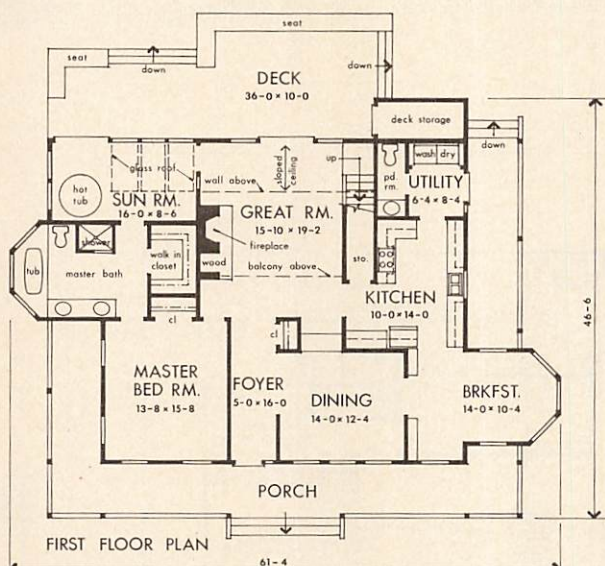 seat
seat
down
down
DECK
36-0 × 10-0
deck storage
down
glass roof
sloped ceiling
up
wash dry
pd. rm.
UTILITY
6-4 × 8-4
hot tub
SUN RM.
16-0 × 8-6
wall above
GREAT RM.
15-10 × 19-2
fireplace
shower
tub
master bath
walk in closet
wood
balcony above
sto.
KITCHEN
10-0 × 14-0
46-6
cl
cl
MASTER
BED RM.
13-8 × 15-8
FOYER
5-0 × 16-0
DINING
14-0 × 12-4
BRKFST.
14-0 × 10-4
PORCH
FIRST FLOOR PLAN
61-4